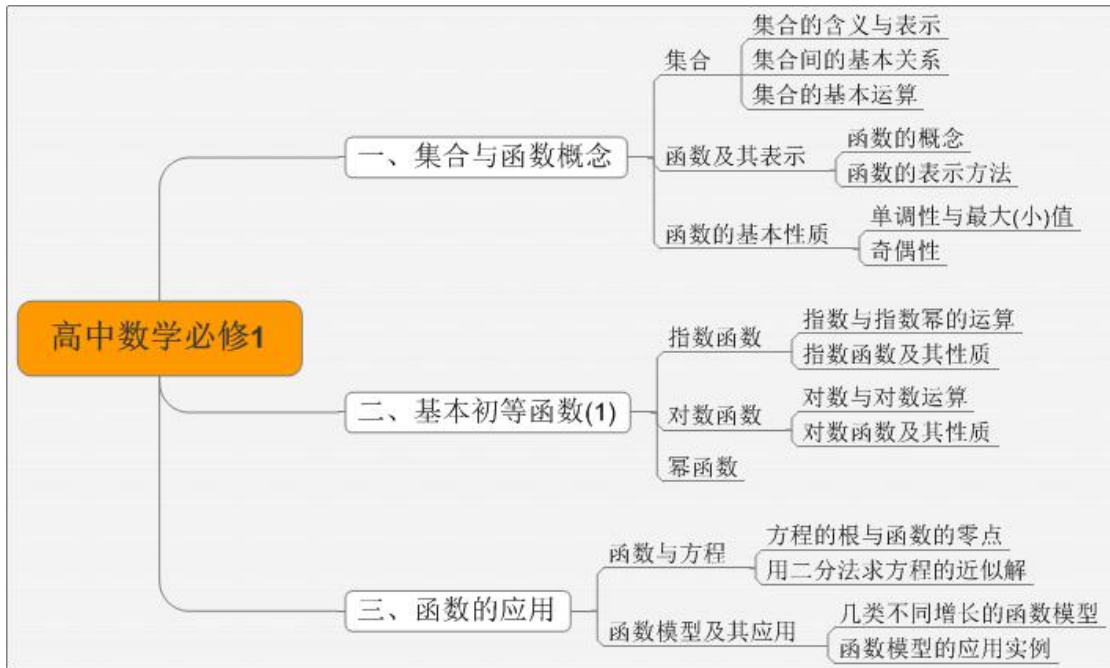 高中数学必修1
一、集合与函数概念
集合
集合的含义与表示
集合间的基本关系
集合的基本运算
函数及其表示
函数的概念
函数的表示方法
函数的基本性质
单调性与最大(小)值
奇偶性
二、基本初等函数(1)
指数函数
指数与指数幂的运算
指数函数及其性质
对数函数
对数与对数运算
对数函数及其性质
幂函数
三、函数的应用
函数与方程
方程的根与函数的零点
用二分法求方程的近似解
函数模型及其应用
几类不同增长的函数模型
函数模型的应用实例